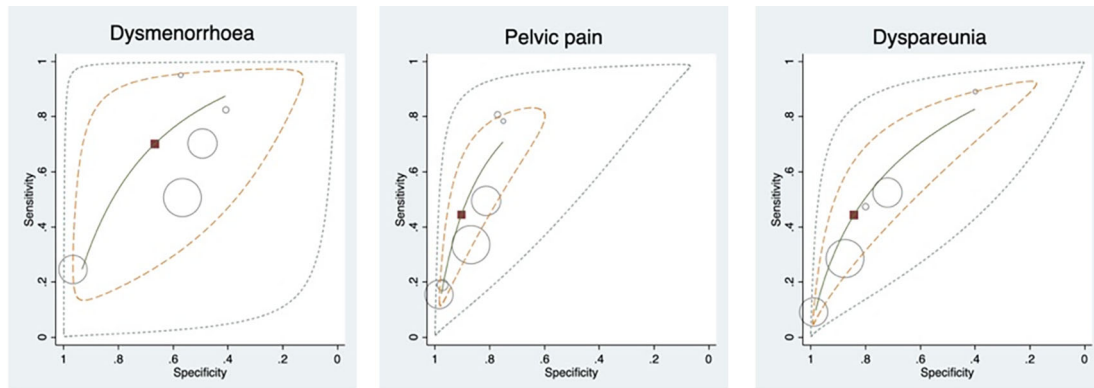 Dysmenorrhoea
Sensitivity
1
.8
.6
.4
.2
0
1 .8 .6 .4 .2 0
Specificity
Pelvic pain
Sensitivity
1
.8
.6
.4
.2
0
1 .8 .6 .4 .2 0
Specificity
Dyspareunia
Sensitivity
1
.8
.6
.4
.2
0
1 .8 .6 .4 .2 0
Specificity